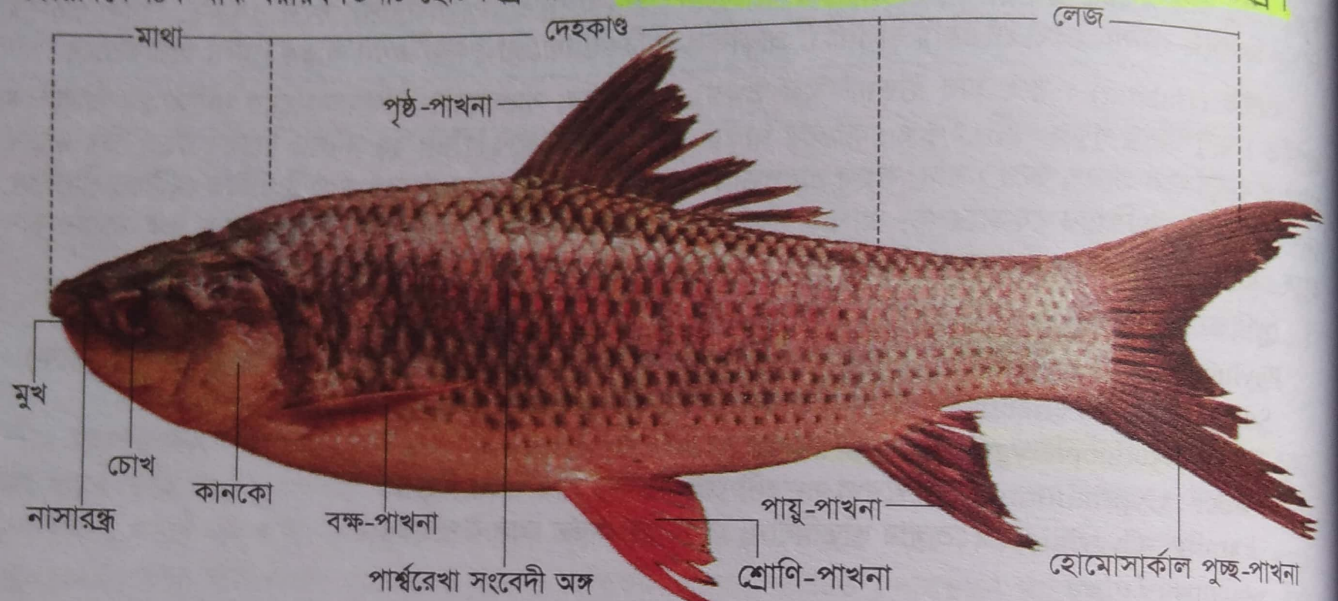 মাথা
দেহকাণ্ড
লেজ
পৃষ্ঠ-পাখনা
মুখ
চোখ
কানকো
নাসারন্ধ্র
বক্ষ-পাখনা
পায়ু-পাখনা
পার্শ্বরেখা সংবেদী অঙ্গ
শ্রোণি-পাখনা
হোমোসার্কাল পুচ্ছ-পাখনা